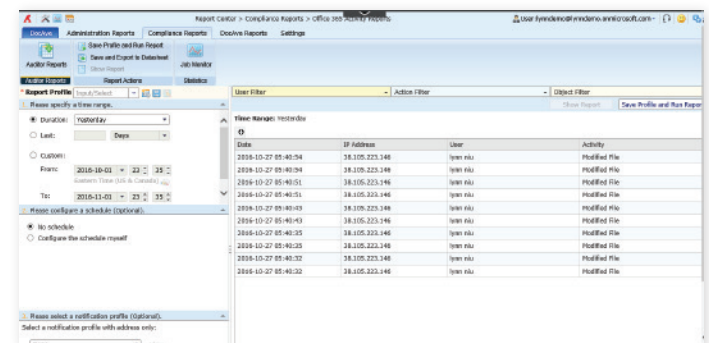 Report Center > Compliance Reports > Office 365 Activity Reports
User lynndemo@lynndemo.onmicrosoft.com
DocAve Administration Reports Compliance Reports DocAve Reports Settings
Auditor Reports
Save Profile and Run Report
Save and Export to Datasheet
Show Report
Job Monitor
Auditor Reports Report Actions Statistics
* Report Profile Input/Select
User Filter Action Filter Object Filter
1 Please specify a time range.
Show Report Save Profile and Run Repor
Duration: Yesterday
Last: Days
Custom:
From: 2016-10-01 23 : 35
Eastern Time (US & Canada)
To: 2016-11-01 23 : 35
2 Please configure a schedule (Optional).
No schedule
Configure the schedule myself
3 Please select a notification profile (Optional).
Select a notification profile with address only:
Time Range: Yesterday
Date IP Address User Activity
2016-10-27 05:40:54 38.105.223.146 lynn niu Modified File
2016-10-27 05:40:54 38.105.223.146 lynn niu Modified File
2016-10-27 05:40:51 38.105.223.146 lynn niu Modified File
2016-10-27 05:40:51 38.105.223.146 lynn niu Modified File
2016-10-27 05:40:43 38.105.223.146 lynn niu Modified File
2016-10-27 05:40:43 38.105.223.146 lynn niu Modified File
2016-10-27 05:40:35 38.105.223.146 lynn niu Modified File
2016-10-27 05:40:35 38.105.223.146 lynn niu Modified File
2016-10-27 05:40:32 38.105.223.146 lynn niu Modified File
2016-10-27 05:40:32 38.105.223.146 lynn niu Modified File